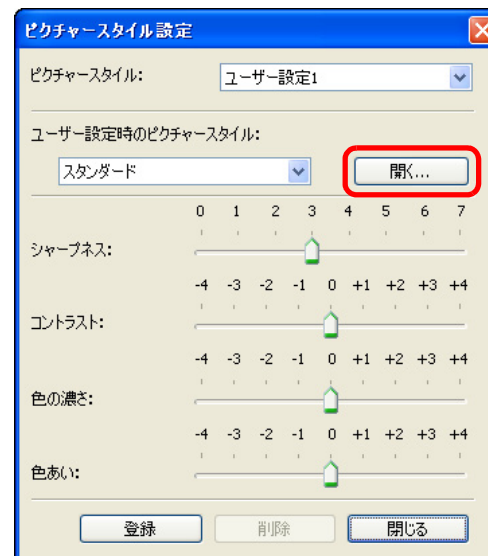 ピクチャースタイル設定
ピクチャースタイル: ユーザー設定1
ユーザー設定時のピクチャースタイル:
スタンダード 開く...
0 1 2 3 4 5 6 7
シャープネス:
-4 -3 -2 -1 0 +1 +2 +3 +4
コントラスト:
-4 -3 -2 -1 0 +1 +2 +3 +4
色の濃さ:
-4 -3 -2 -1 0 +1 +2 +3 +4
色あい:
登録 削除 閉じる